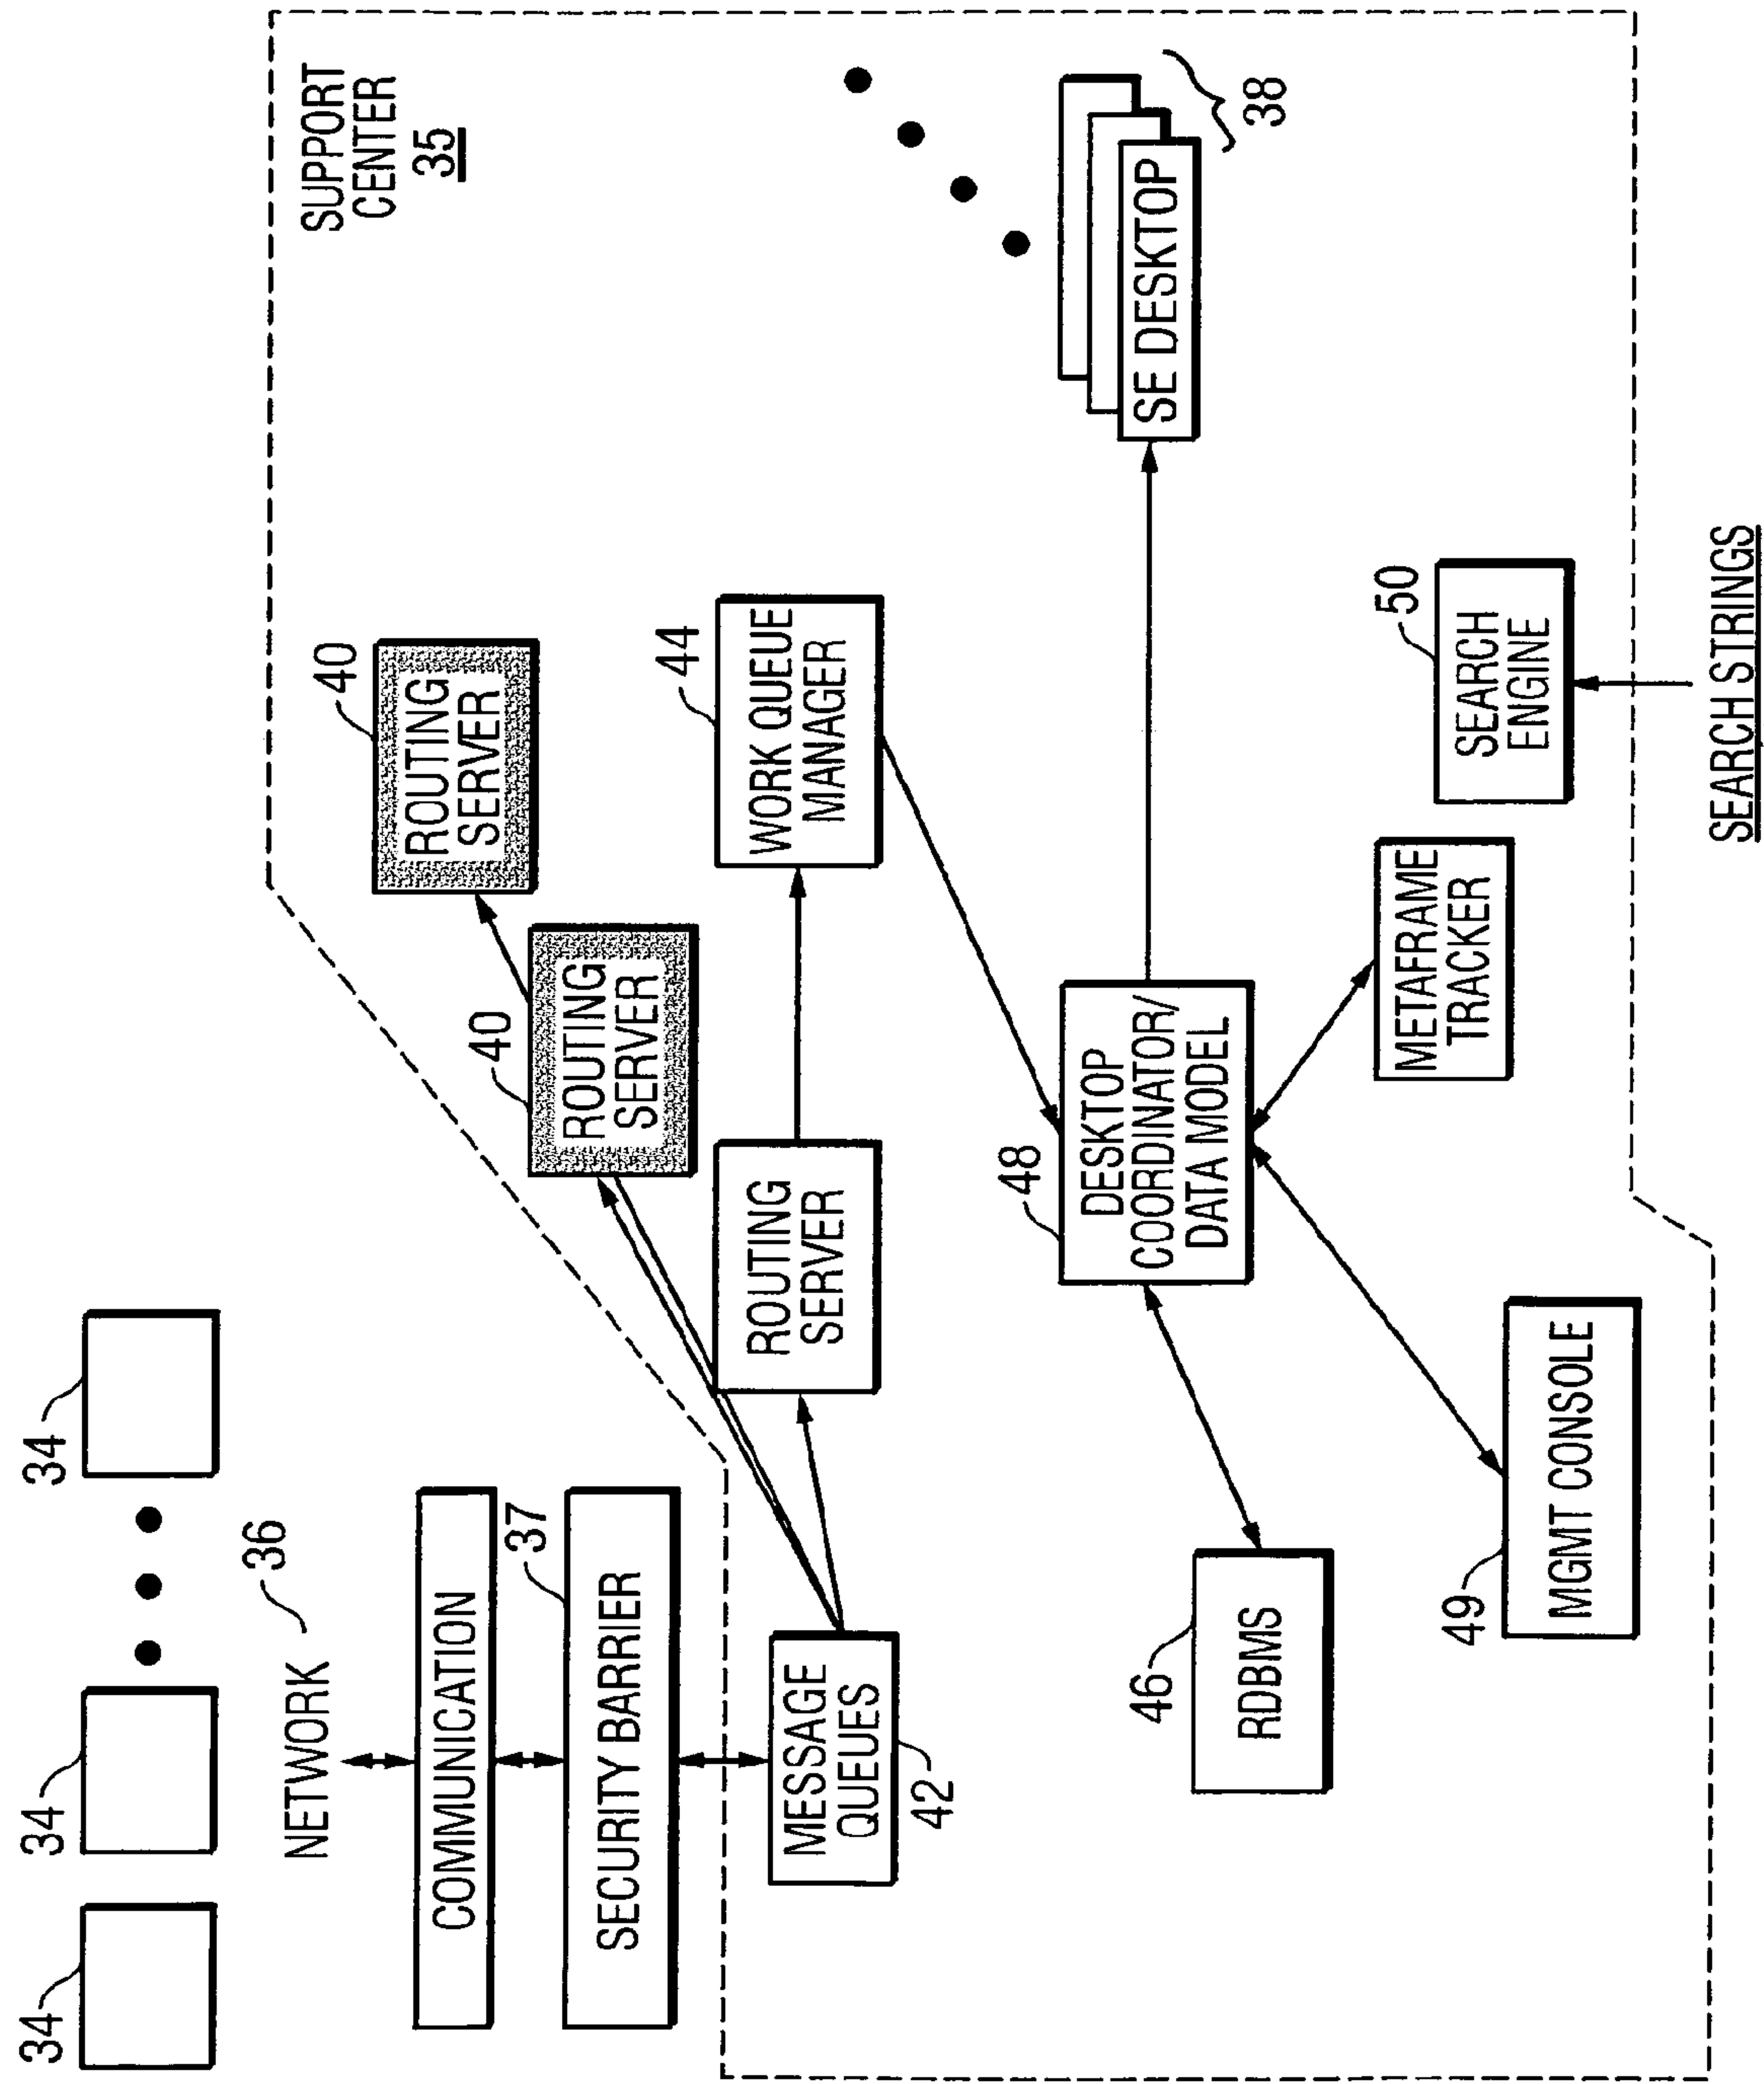 34
34
34
NETWORK
36
COMMUNICATION
37
SECURITY BARRIER
SUPPORT
CENTER
35
MESSAGE
QUEUES
42
40
ROUTING
SERVER
40
ROUTING
SERVER
ROUTING
SERVER
44
WORK QUEUE
MANAGER
46
RDBMS
48
DESKTOP
COORDINATOR/
DATA MODEL
SE DESKTOP
38
49
MGMT CONSOLE
METAFRAME
TRACKER
50
SEARCH
ENGINE
SEARCH STRINGS